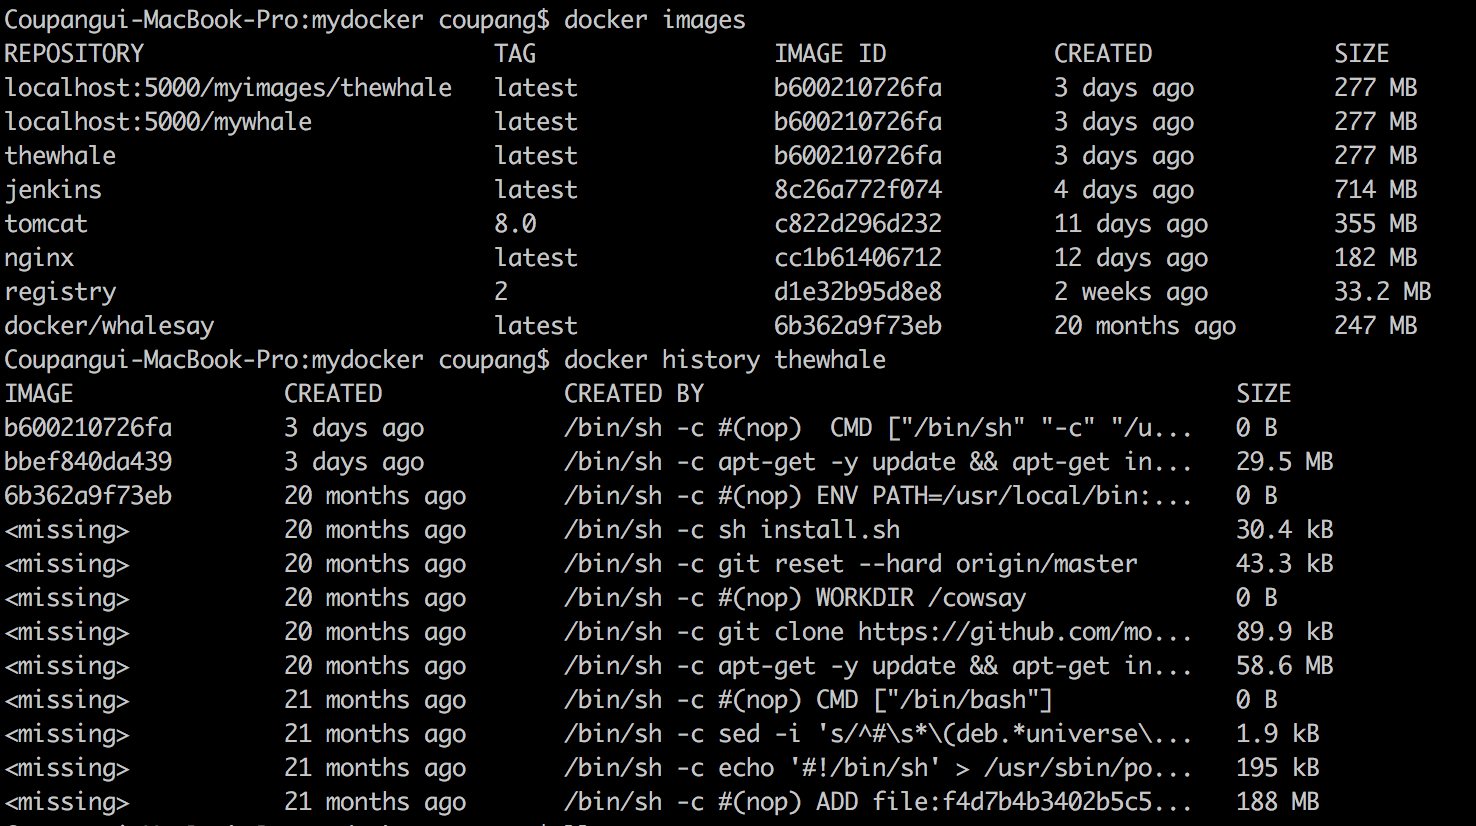 Coupangui-MacBook-Pro:mydocker coupang$ docker images
REPOSITORY TAG IMAGE ID CREATED SIZE
localhost:5000/myimages/thewhale latest b600210726fa 3 days ago 277 MB
localhost:5000/mywhale latest b600210726fa 3 days ago 277 MB
thewhale latest b600210726fa 3 days ago 277 MB
jenkins latest 8c26a772f074 4 days ago 714 MB
tomcat 8.0 c822d296d232 11 days ago 355 MB
nginx latest cc1b61406712 12 days ago 182 MB
registry 2 d1e32b95d8e8 2 weeks ago 33.2 MB
docker/whalesay latest 6b362a9f73eb 20 months ago 247 MB
Coupangui-MacBook-Pro:mydocker coupang$ docker history thewhale
IMAGE CREATED CREATED BY SIZE
b600210726fa 3 days ago /bin/sh -c #(nop)  CMD ["/bin/sh" "-c" "/u... 0 B
bbef840da439 3 days ago /bin/sh -c apt-get -y update && apt-get in... 29.5 MB
6b362a9f73eb 20 months ago /bin/sh -c #(nop) ENV PATH=/usr/local/bin:... 0 B
<missing> 20 months ago /bin/sh -c sh install.sh 30.4 kB
<missing> 20 months ago /bin/sh -c git reset --hard origin/master 43.3 kB
<missing> 20 months ago /bin/sh -c #(nop) WORKDIR /cowsay 0 B
<missing> 20 months ago /bin/sh -c git clone https://github.com/mo... 89.9 kB
<missing> 20 months ago /bin/sh -c apt-get -y update && apt-get in... 58.6 MB
<missing> 21 months ago /bin/sh -c #(nop) CMD ["/bin/bash"] 0 B
<missing> 21 months ago /bin/sh -c sed -i 's/^#\s*\(deb.*universe\... 1.9 kB
<missing> 21 months ago /bin/sh -c echo '#!/bin/sh' > /usr/sbin/po... 195 kB
<missing> 21 months ago /bin/sh -c #(nop) ADD file:f4d7b4b3402b5c5... 188 MB